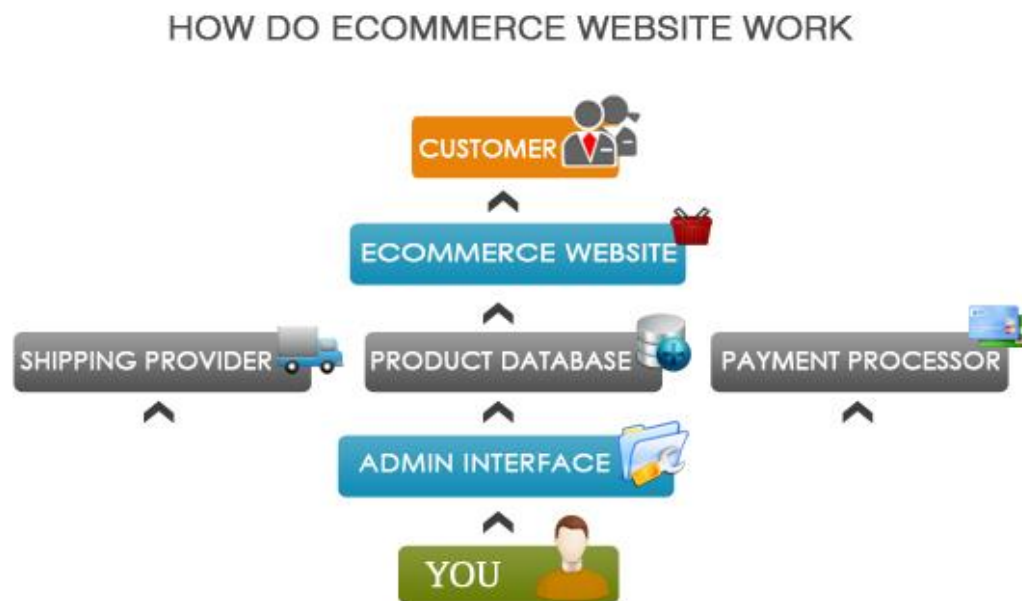 HOW DO ECOMMERCE WEBSITE WORK
CUSTOMER
ECOMMERCE WEBSITE
SHIPPING PROVIDER
PRODUCT DATABASE
PAYMENT PROCESSOR
ADMIN INTERFACE
YOU